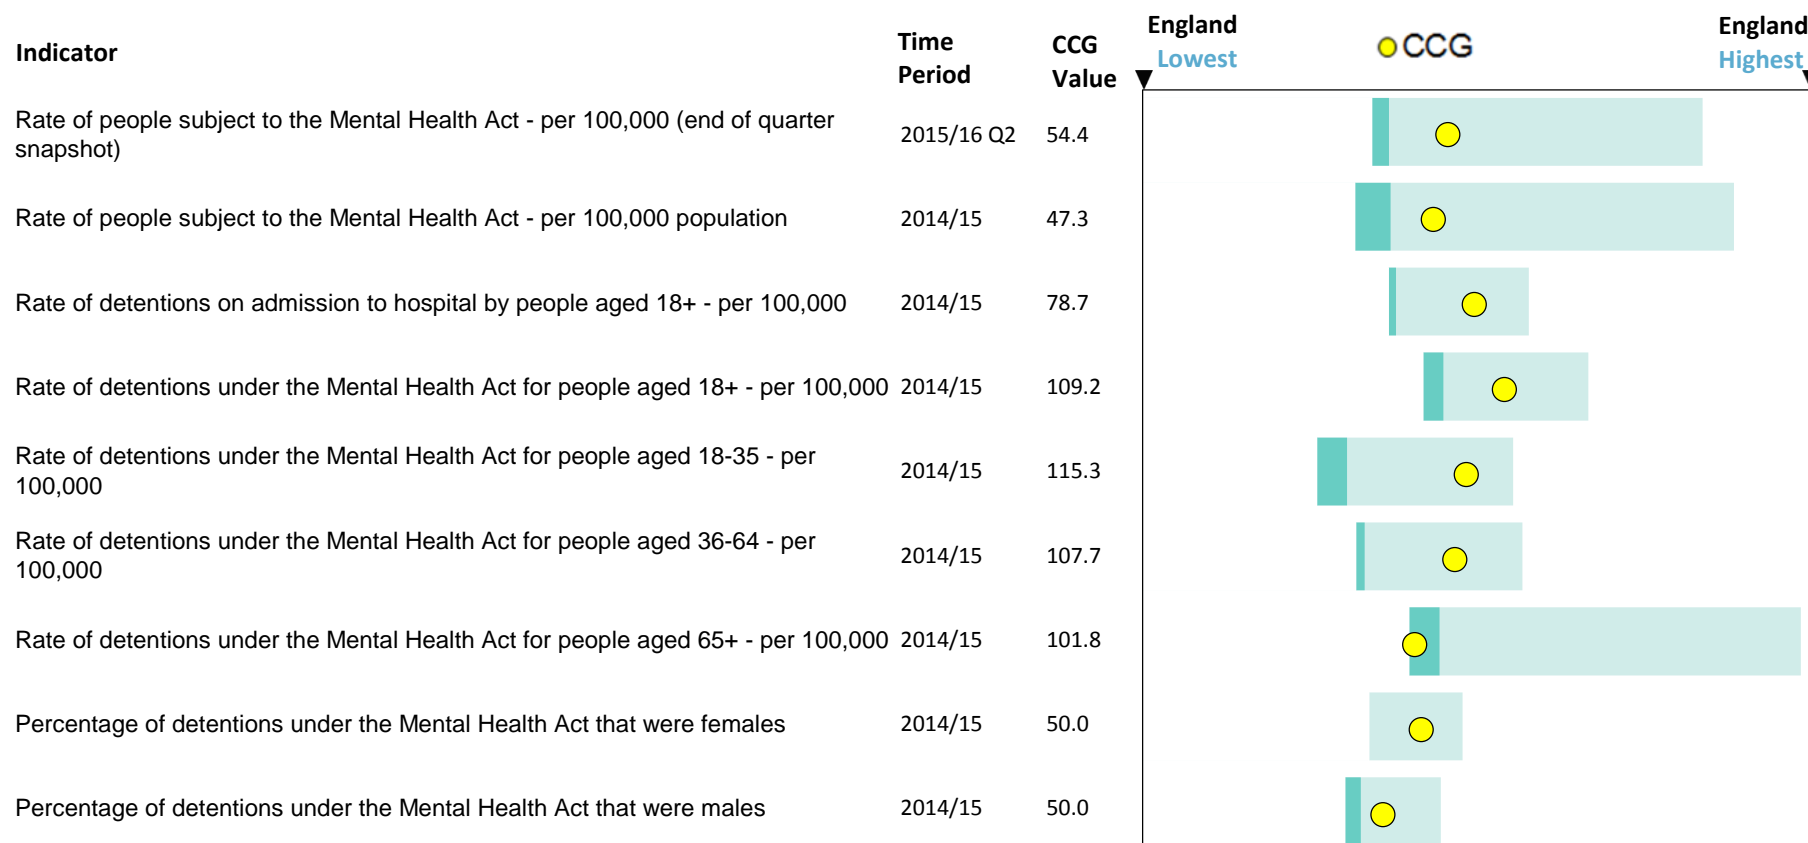 Indicator
Time
Period
CCG
Value
England
Lowest
CCG
England
Highest
Rate of people subject to the Mental Health Act - per 100,000 (end of quarter
snapshot)
2015/16 Q2
54.4
Rate of people subject to the Mental Health Act - per 100,000 population
2014/15
47.3
Rate of detentions on admission to hospital by people aged 18+ - per 100,000
2014/15
78.7
Rate of detentions under the Mental Health Act for people aged 18+ - per 100,000
2014/15
109.2
Rate of detentions under the Mental Health Act for people aged 18-35 - per
100,000
2014/15
115.3
Rate of detentions under the Mental Health Act for people aged 36-64 - per
100,000
2014/15
107.7
Rate of detentions under the Mental Health Act for people aged 65+ - per 100,000
2014/15
101.8
Percentage of detentions under the Mental Health Act that were females
2014/15
50.0
Percentage of detentions under the Mental Health Act that were males
2014/15
50.0